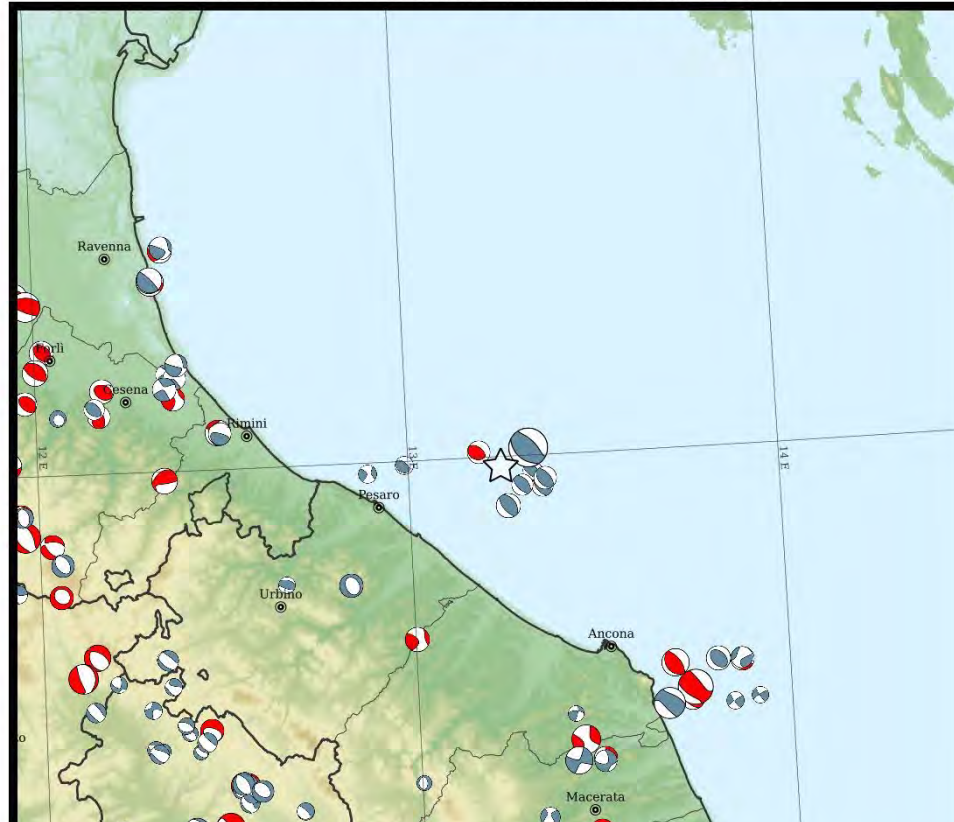 Ravenna
Forlì
Cesena
Rimini
12 E
13 E
14 E
Pesaro
Urbino
Ancona
Macerata